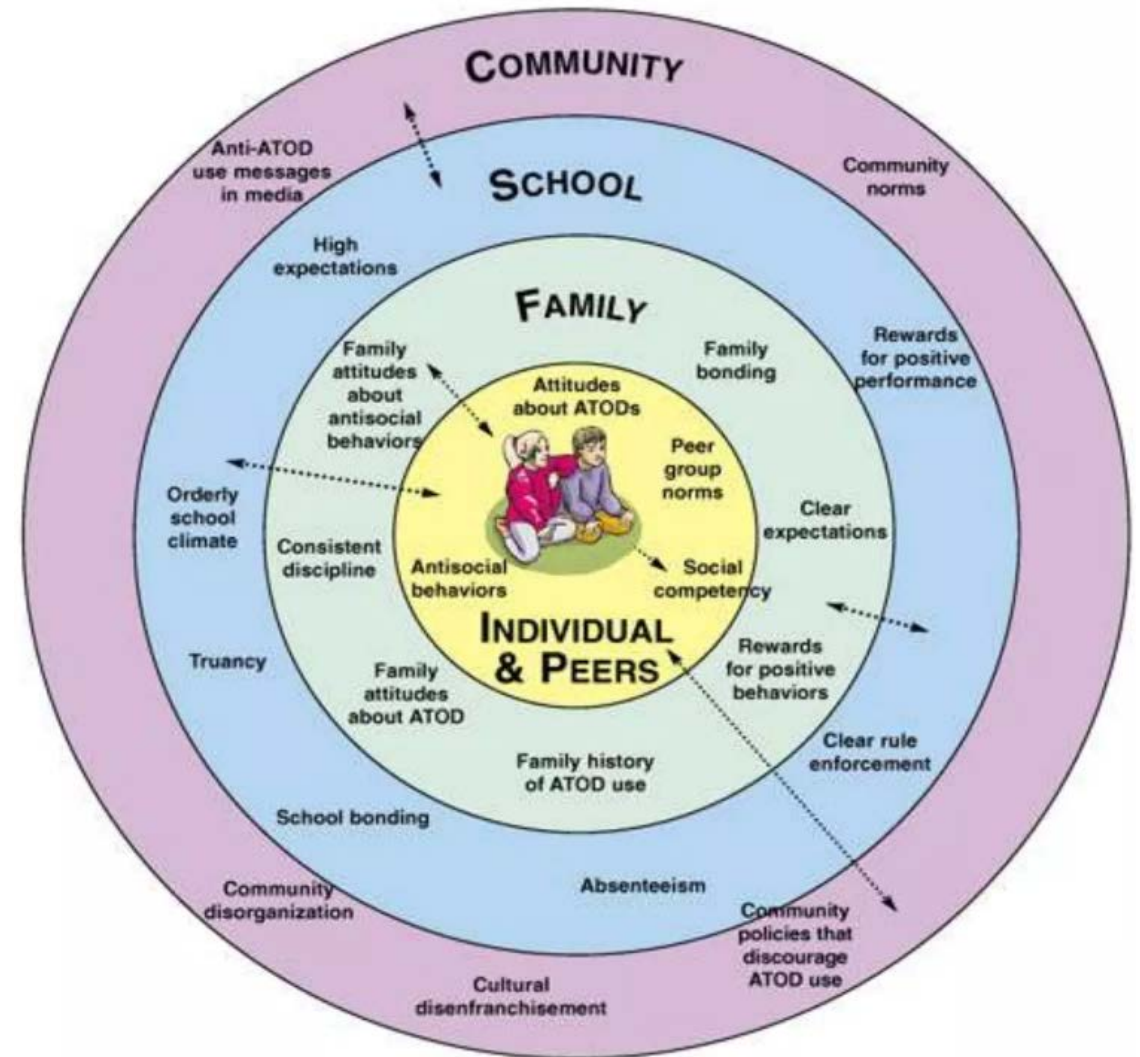 COMMUNITY
Anti-ATOD
use messages
in media
Community
norms
SCHOOL
High
expectations
Rewards
for positive
performance
FAMILY
Family
attitudes
about
antisocial
behaviors
Family
bonding
Attitudes
about ATODs
Peer
group
norms
Orderly
school
climate
Consistent
discipline
Clear
expectations
Antisocial
behaviors
Social
competency
INDIVIDUAL
& PEERS
Truancy
Family
attitudes
about ATOD
Rewards
for positive
behaviors
Family history
of ATOD use
Clear rule
enforcement
School bonding
Absenteeism
Community
disorganization
Community
policies that
discourage
ATOD use
Cultural
disenfranchisement